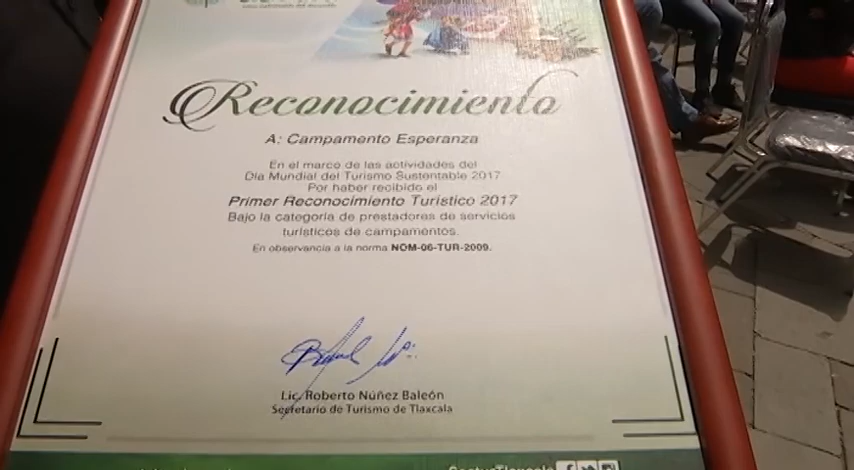 Reconocimiento
A: Campamento Esperanza
En el marco de las actividades del
Día Mundial del Turismo Sustentable 2017
Por haber recibido el
Primer Reconocimiento Turístico 2017
Bajo la categoría de prestadores de servicios
turísticos de campamentos.
En observancia a la norma NOM-06-TUR-2009.
Lic. Roberto Núñez Baleón
Secretario de Turismo de Tlaxcala